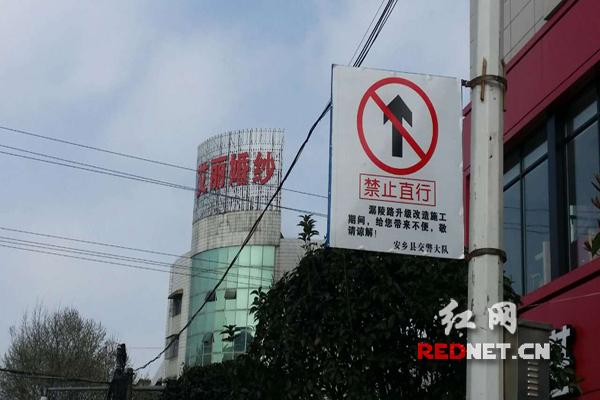 丽婚纱
禁止直行
潺陵路升级改造施工
期间，给您带来不便，敬
请谅解！
安乡县交警大队
红网
REDNET.CN